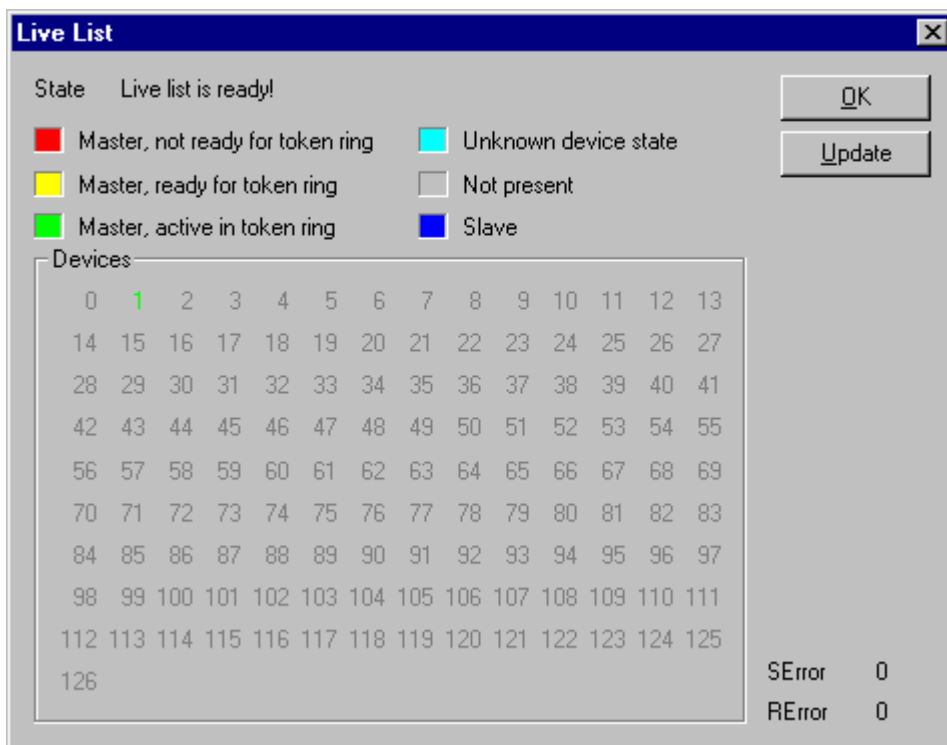 Live List
State Live list is ready!
OK
Master, not ready for token ring Unknown device state
Update
Master, ready for token ring Not present
Master, active in token ring Slave
Devices
0 1 2 3 4 5 6 7 8 9 10 11 12 13
14 15 16 17 18 19 20 21 22 23 24 25 26 27
28 29 30 31 32 33 34 35 36 37 38 39 40 41
42 43 44 45 46 47 48 49 50 51 52 53 54 55
56 57 58 59 60 61 62 63 64 65 66 67 68 69
70 71 72 73 74 75 76 77 78 79 80 81 82 83
84 85 86 87 88 89 90 91 92 93 94 95 96 97
98 99 100 101 102 103 104 105 106 107 108 109 110 111
112 113 114 115 116 117 118 119 120 121 122 123 124 125
126
SError 0
RError 0